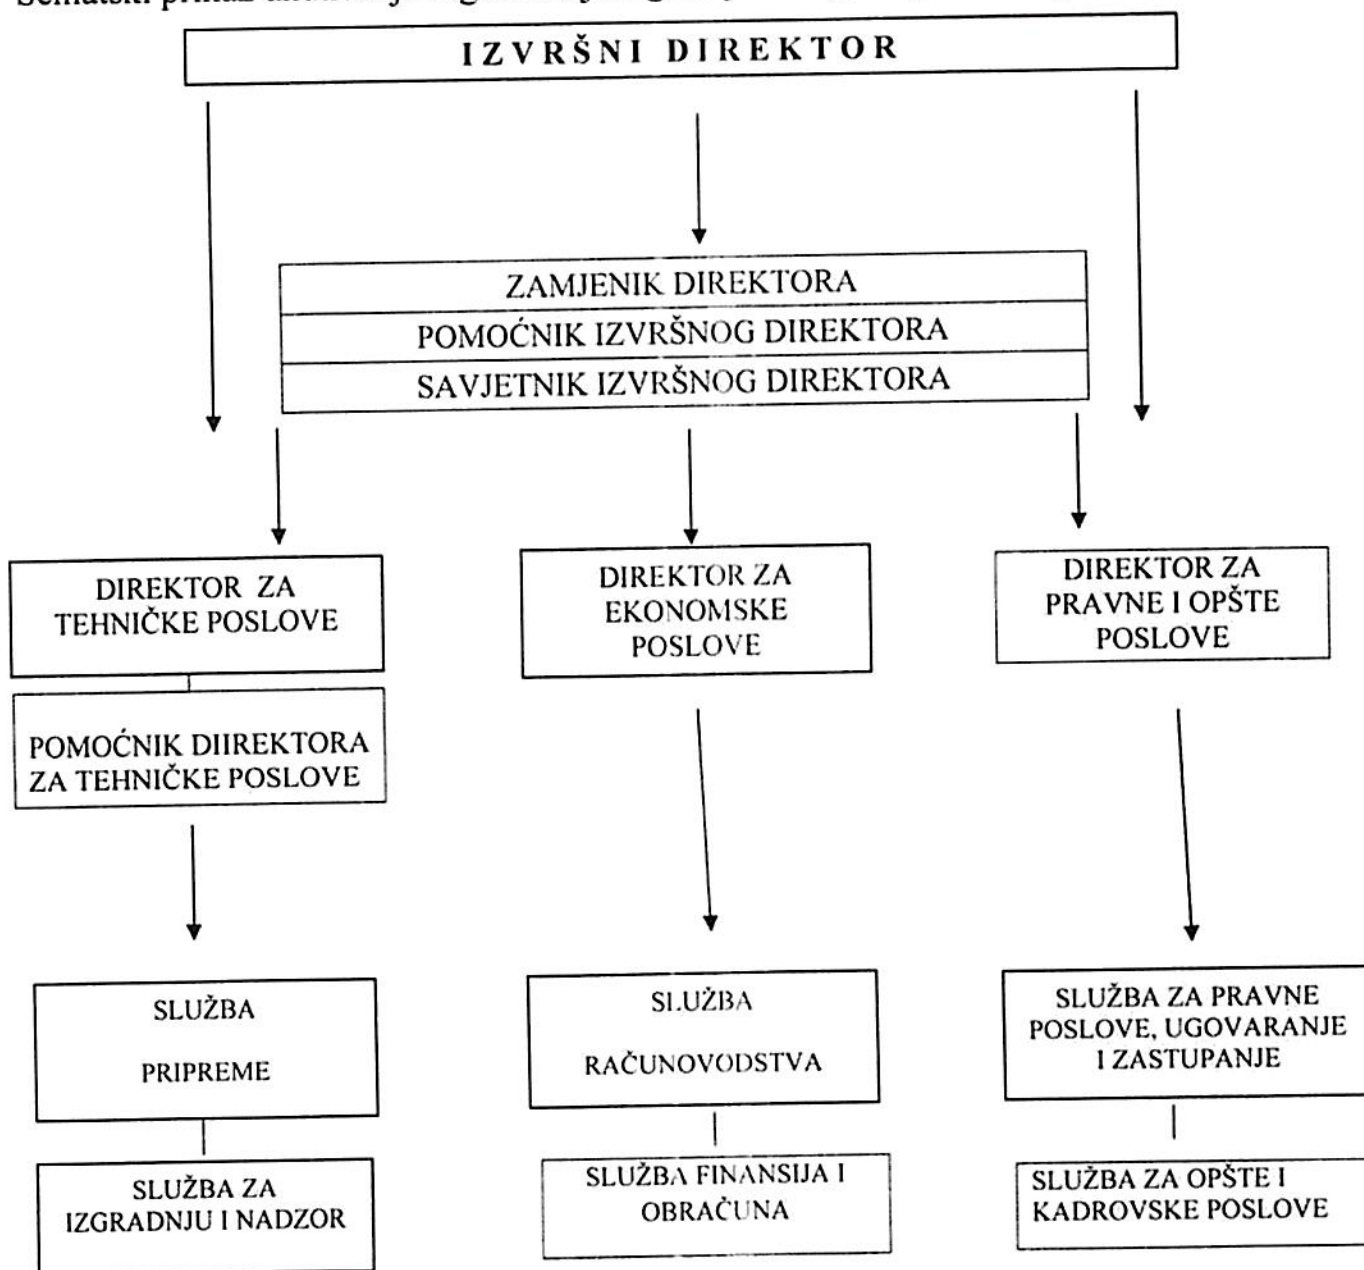 IZVRŠNI DIREKTOR
ZAMJENIK DIREKTORA
POMOĆNIK IZVRŠNOG DIREKTORA
SAVJETNIK IZVRŠNOG DIREKTORA
DIREKTOR ZA
TEHNIČKE POSLOVE
DIREKTOR ZA
EKONOMSKE
POSLOVE
DIREKTOR ZA
PRAVNE I OPŠTE
POSLOVE
POMOĆNIK DIIREKTORA
ZA TEHNIČKE POSLOVE
SLUŽBA
PRIPREME
SLUŽBA
RAČUNOVODSTVA
SLUŽBA ZA PRAVNE
POSLOVE, UGOVARANJE
I ZASTUPANJE
SLUŽBA ZA
IZGRADNJU I NADZOR
SLUŽBA FINANSIJA I
OBRAČUNA
SLUŽBA ZA OPŠTE I
KADROVSKE POSLOVE